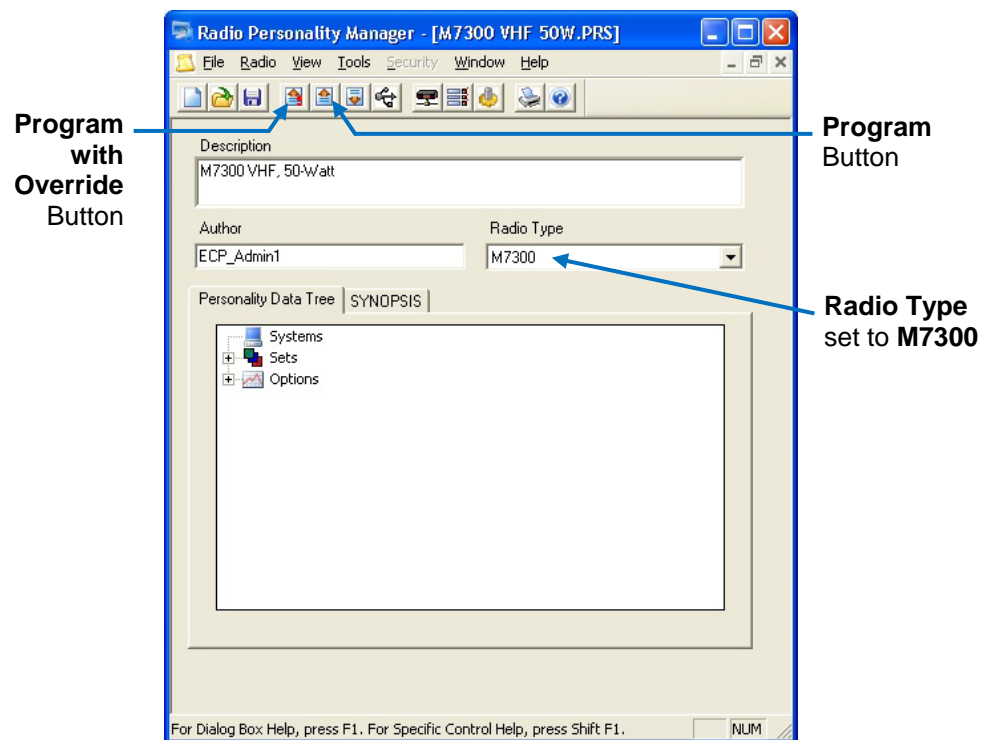 Radio Personality Manager - [M7300 VHF 50W.PRS]
File Radio View Tools Security Window Help
Program
with
Override
Button
Program
Button
Description
M7300 VHF, 50-Watt
Author
Radio Type
ECP_Admin1
M7300
Personality Data Tree
SYNOPSIS
Radio Type
set to M7300
Systems
Sets
Options
For Dialog Box Help, press F1. For Specific Control Help, press Shift F1.
NUM